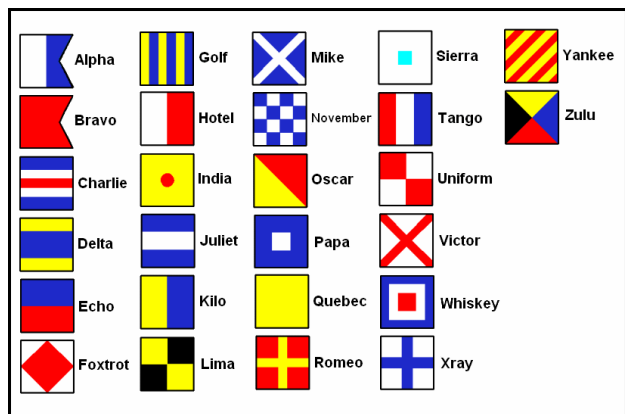 Alpha
Bravo
Charlie
Delta
Echo
Foxtrot
Golf
Hotel
India
Juliet
Kilo
Lima
Mike
November
Oscar
Papa
Quebec
Romeo
Sierra
Tango
Uniform
Victor
Whiskey
Xray
Yankee
Zulu